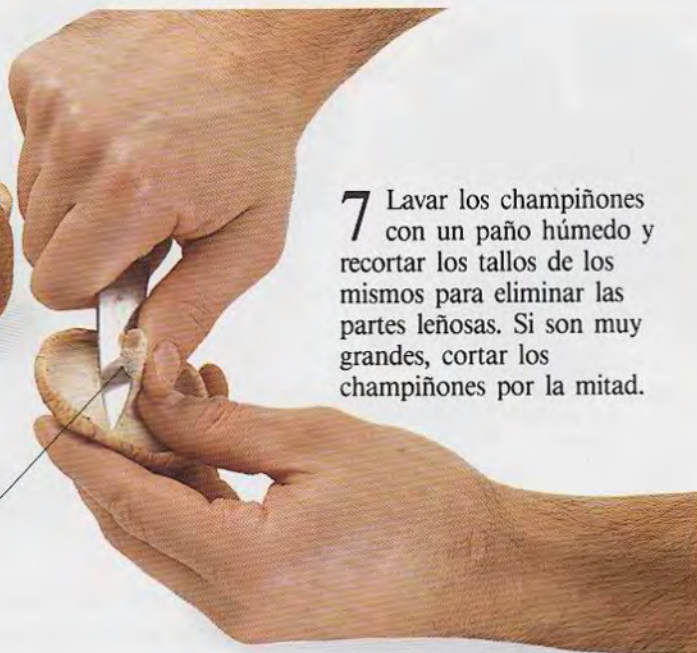 7 Lavar los champiñones
con un paño húmedo y
recortar los tallos de los
mismos para eliminar las
partes leñosas. Si son muy
grandes, cortar los
champiñones por la mitad.